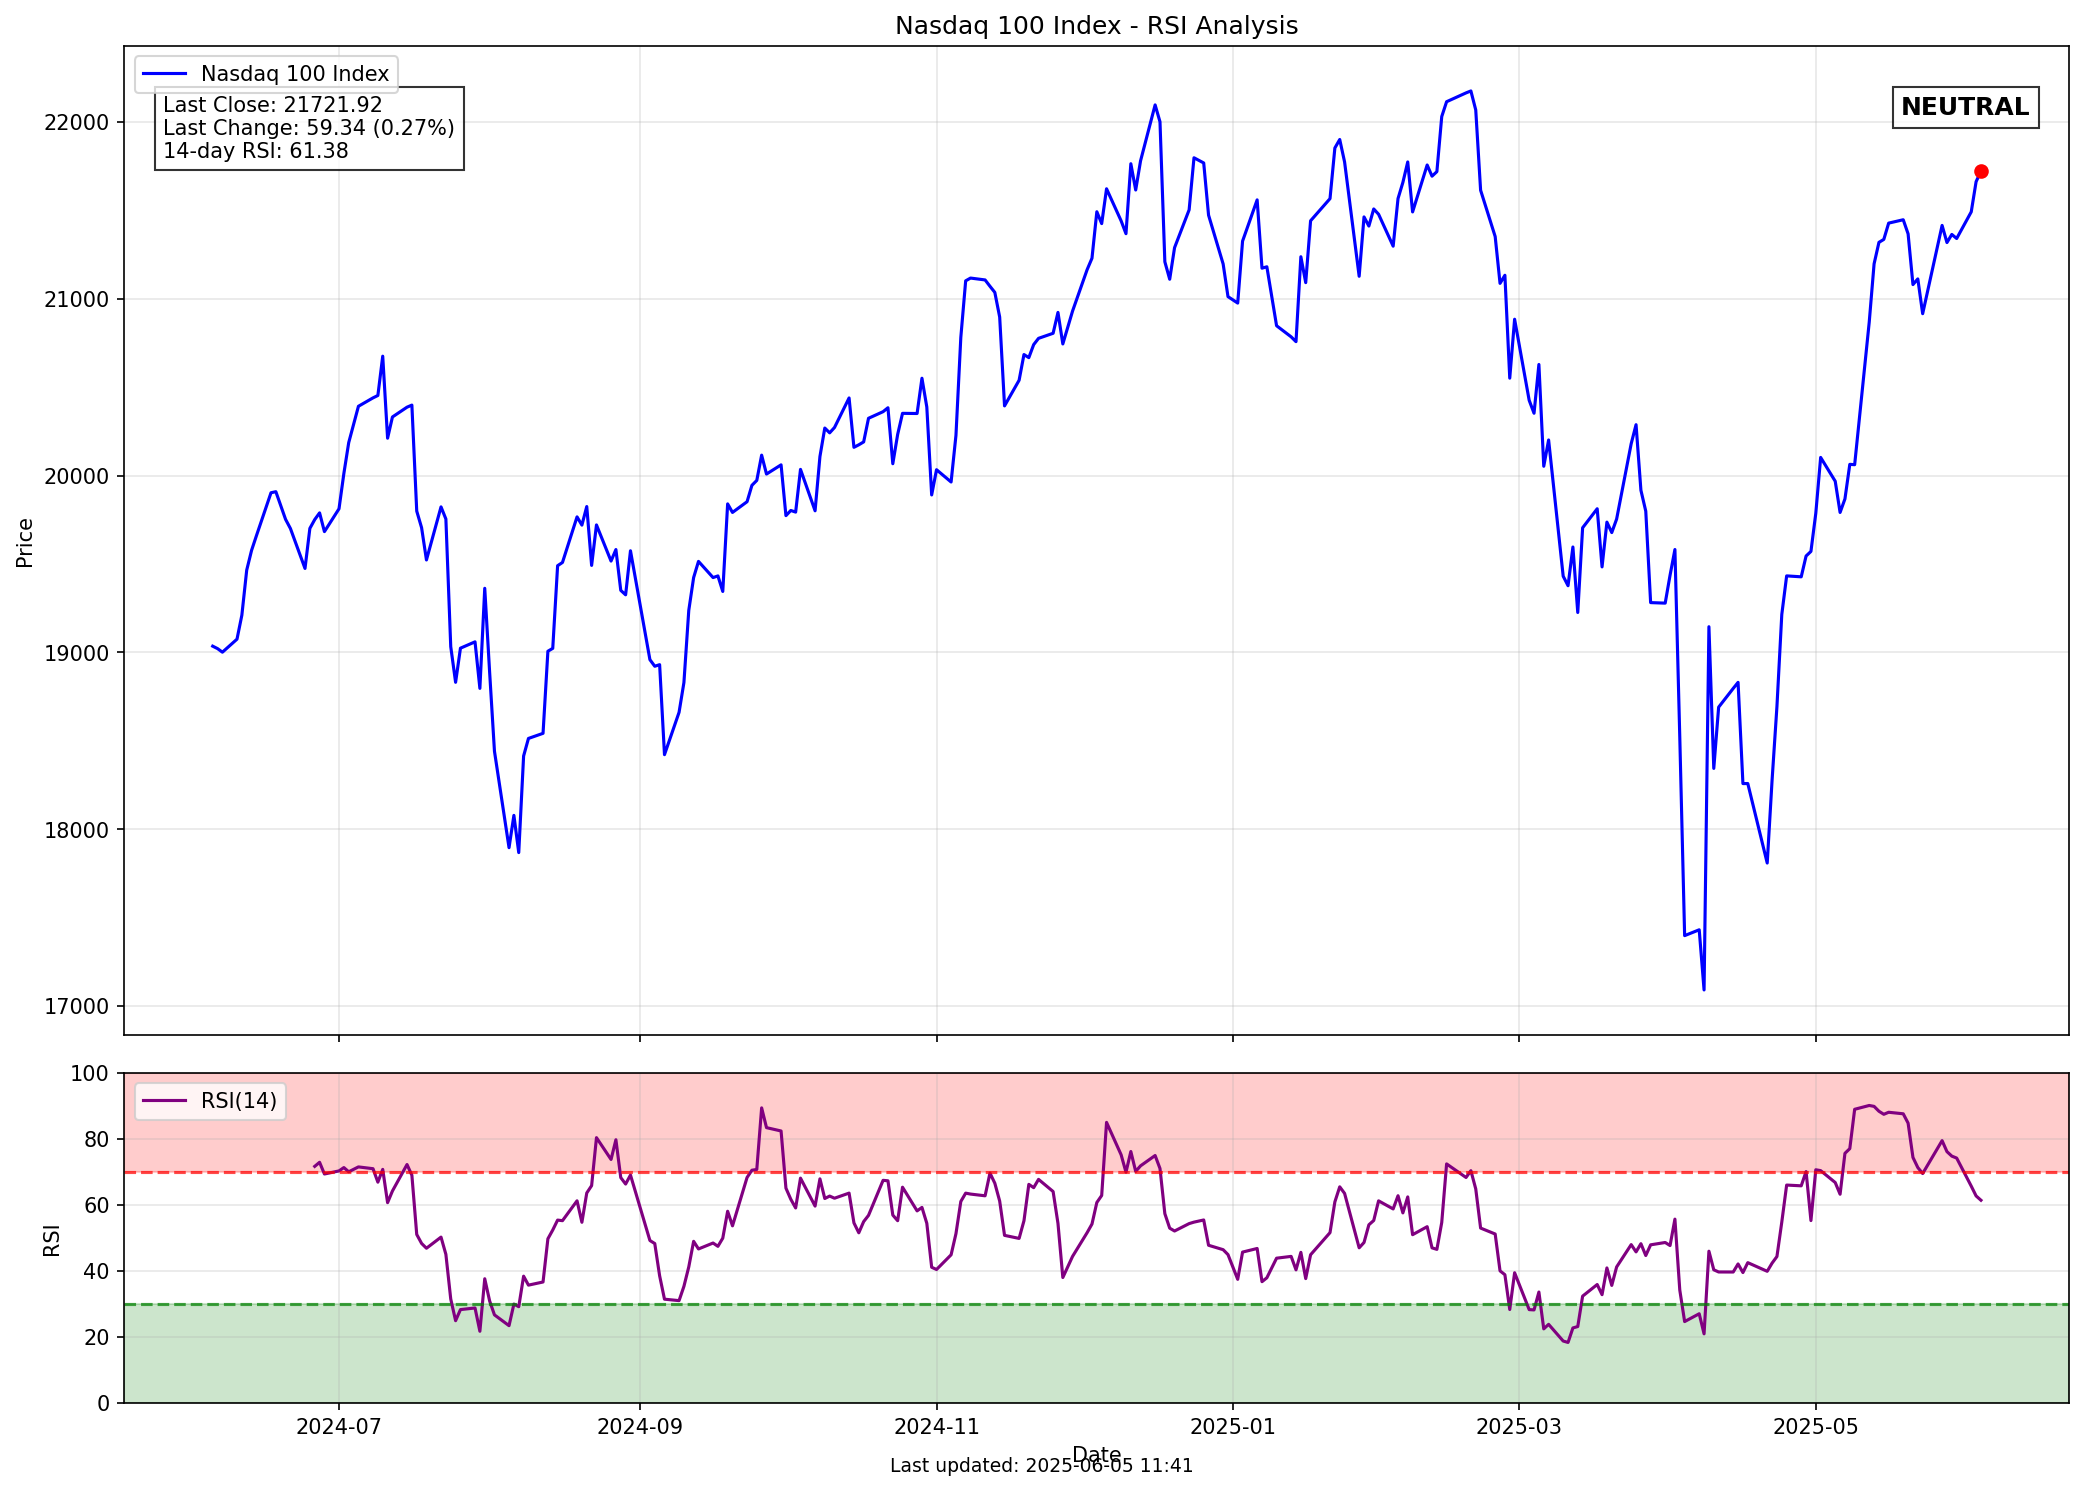 Nasdaq 100 Index - RSI Analysis
Nasdaq 100 Index
Last Close: 21721.92
Last Change: 59.34 (0.27%)
14-day RSI: 61.38
NEUTRAL
22000
21000
20000
19000
18000
17000
Price
RSI(14)
100
80
60
40
20
0
RSI
2024-07
2024-09
2024-11
2025-01
2025-03
2025-05
Date
Last updated: 2025-06-05 11:41